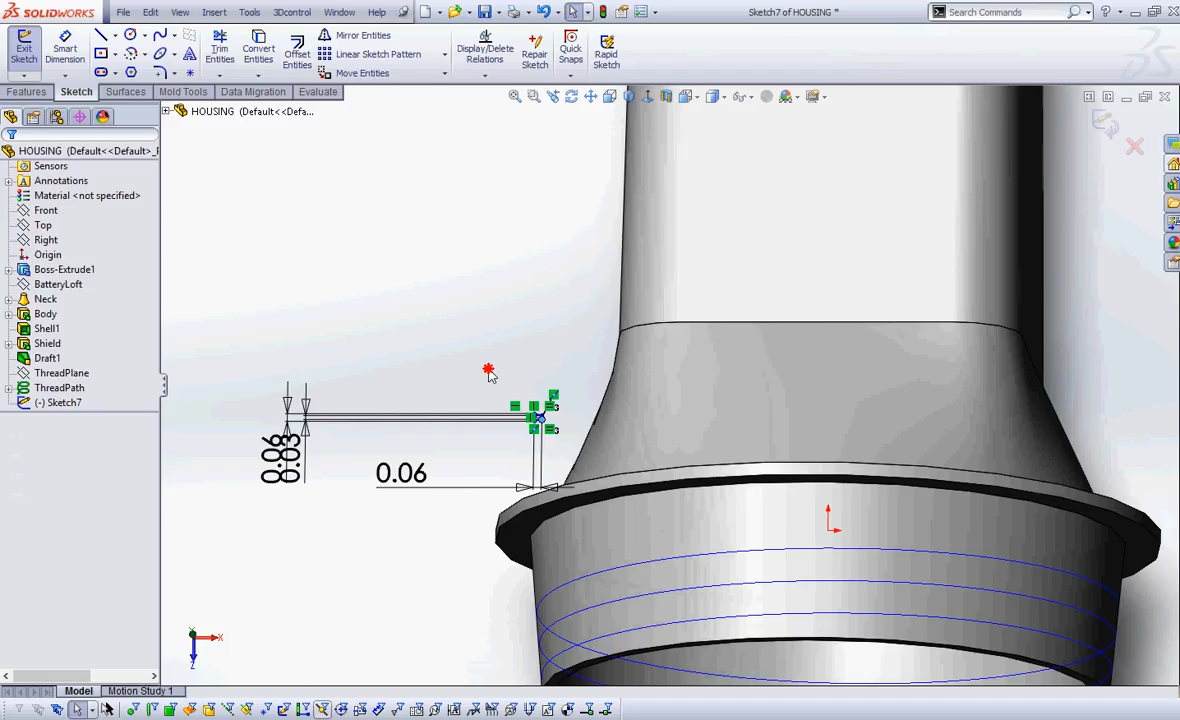 SOLIDWORKS
File
Edit
View
Insert
Tools
3Dcontrol
Window
Help
Sketch7 of HOUSING *
Search Commands
Exit Sketch
Smart Dimension
Trim Entities
Convert Entities
Offset Entities
Mirror Entities
Linear Sketch Pattern
Move Entities
Display/Delete Relations
Repair Sketch
Quick Snaps
Rapid Sketch
Features
Sketch
Surfaces
Mold Tools
Data Migration
Evaluate
HOUSING (Default<<Defa...
HOUSING (Default<<Default>_F
Sensors
Annotations
Material <not specified>
Front
Top
Right
Origin
Boss-Extrude1
BatteryLoft
Neck
Body
Shell1
Shield
Draft1
ThreadPlane
ThreadPath
(-) Sketch7
0.06
0.03
0.06
3
3
X
Z
Model
Motion Study 1